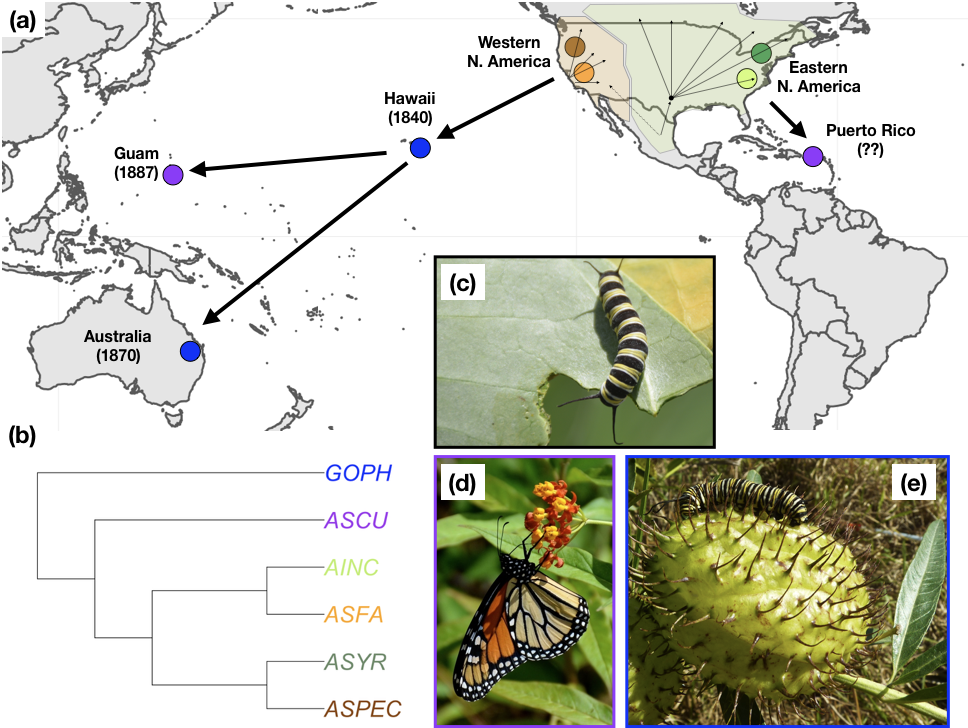 (a)
Western
N. America
Eastern
N. America
Hawaii
(1840)
Puerto Rico
(??)
Guam
(1887)
Australia
(1870)
(c)
(b)
GOPH
ASCU
AINC
ASFA
ASYR
ASPEC
(d)
(e)